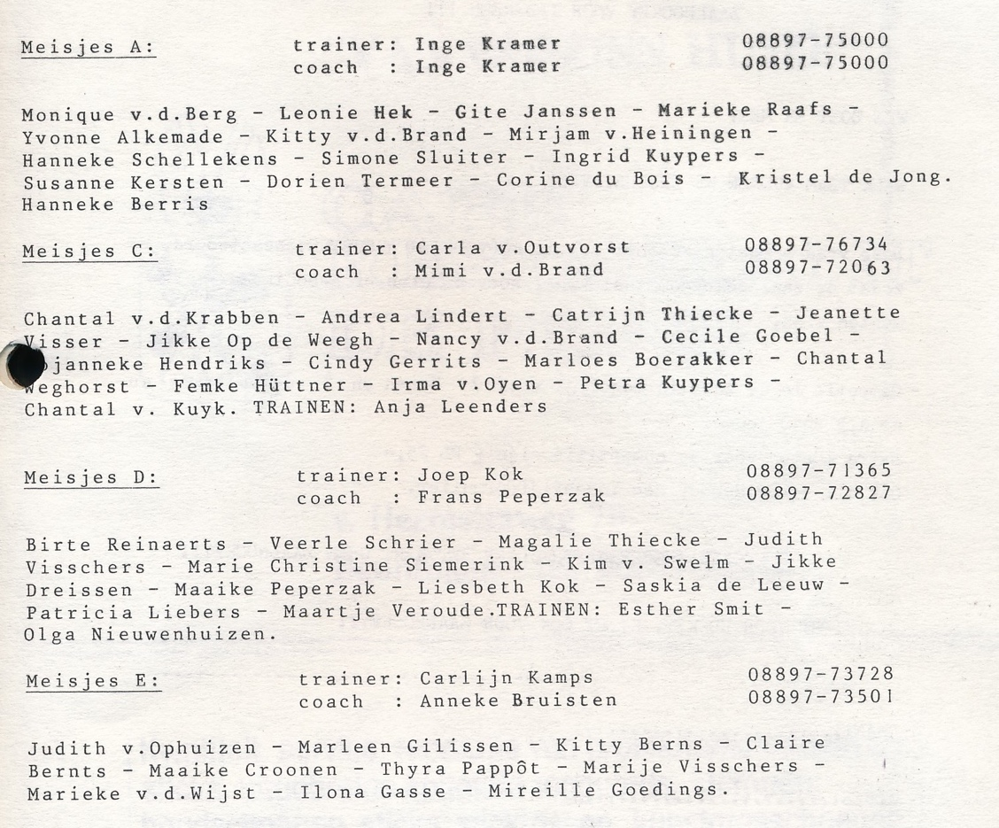 Meisjes A: trainer: Inge Kramer 08897-75000
coach : Inge Kramer 08897-75000
Monique v.d.Berg - Leonie Hek - Gite Janssen - Marieke Raafs -
Yvonne Alkemade - Kitty v.d.Brand - Mirjam v.Heiningen -
Hanneke Schellekens - Simone Sluiter - Ingrid Kuypers -
Susanne Kersten - Dorien Termeer - Corine du Bois - Kristel de Jong.
Hanneke Berris
Meisjes C: trainer: Carla v.Outvorst 08897-76734
coach : Mimi v.d.Brand 08897-72063
Chantal v.d.Krabben - Andrea Lindert - Catrijn Thiecke - Jeanette
Visser - Jikke Op de Weegh - Nancy v.d.Brand - Cecile Goebel -
Hendriks - Cindy Gerrits - Marloes Boerakker - Chantal
Weghorst - Femke Hüttner - Irma v.Oyen - Petra Kuypers -
Chantal v. Kuyk. TRAINEN: Anja Leenders
Meisjes D: trainer: Joep Kok 08897-71365
coach : Frans Peperzak 08897-72827
Birte Reinaerts - Veerle Schrier - Magalie Thiecke - Judith
Visschers - Marie Christine Siemerink - Kim v. Swelm - Jikke
Dreissen - Maaike Peperzak - Liesbeth Kok - Saskia de Leeuw -
Patricia Liebers - Maartje Veroude.TRAINEN: Esther Smit -
Olga Nieuwenhuizen.
Meisjes E: trainer: Carlijn Kamps 08897-73728
coach : Anneke Bruisten 08897-73501
Judith v.Ophuizen - Marleen Gilissen - Kitty Berns - Claire
Bernts - Maaike Croonen - Thyra Pappôt - Marije Visschers -
Marieke v.d.Wijst - Ilona Gasse - Mireille Goedings.